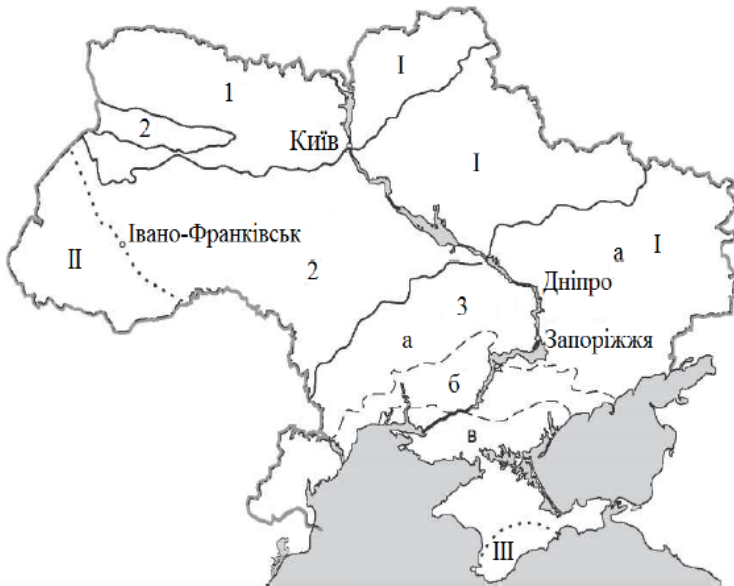 I
1
2
Київ
I
Івано-Франківськ
II
2
а
I
Дніпро
3
Запоріжжя
а
б
в
III